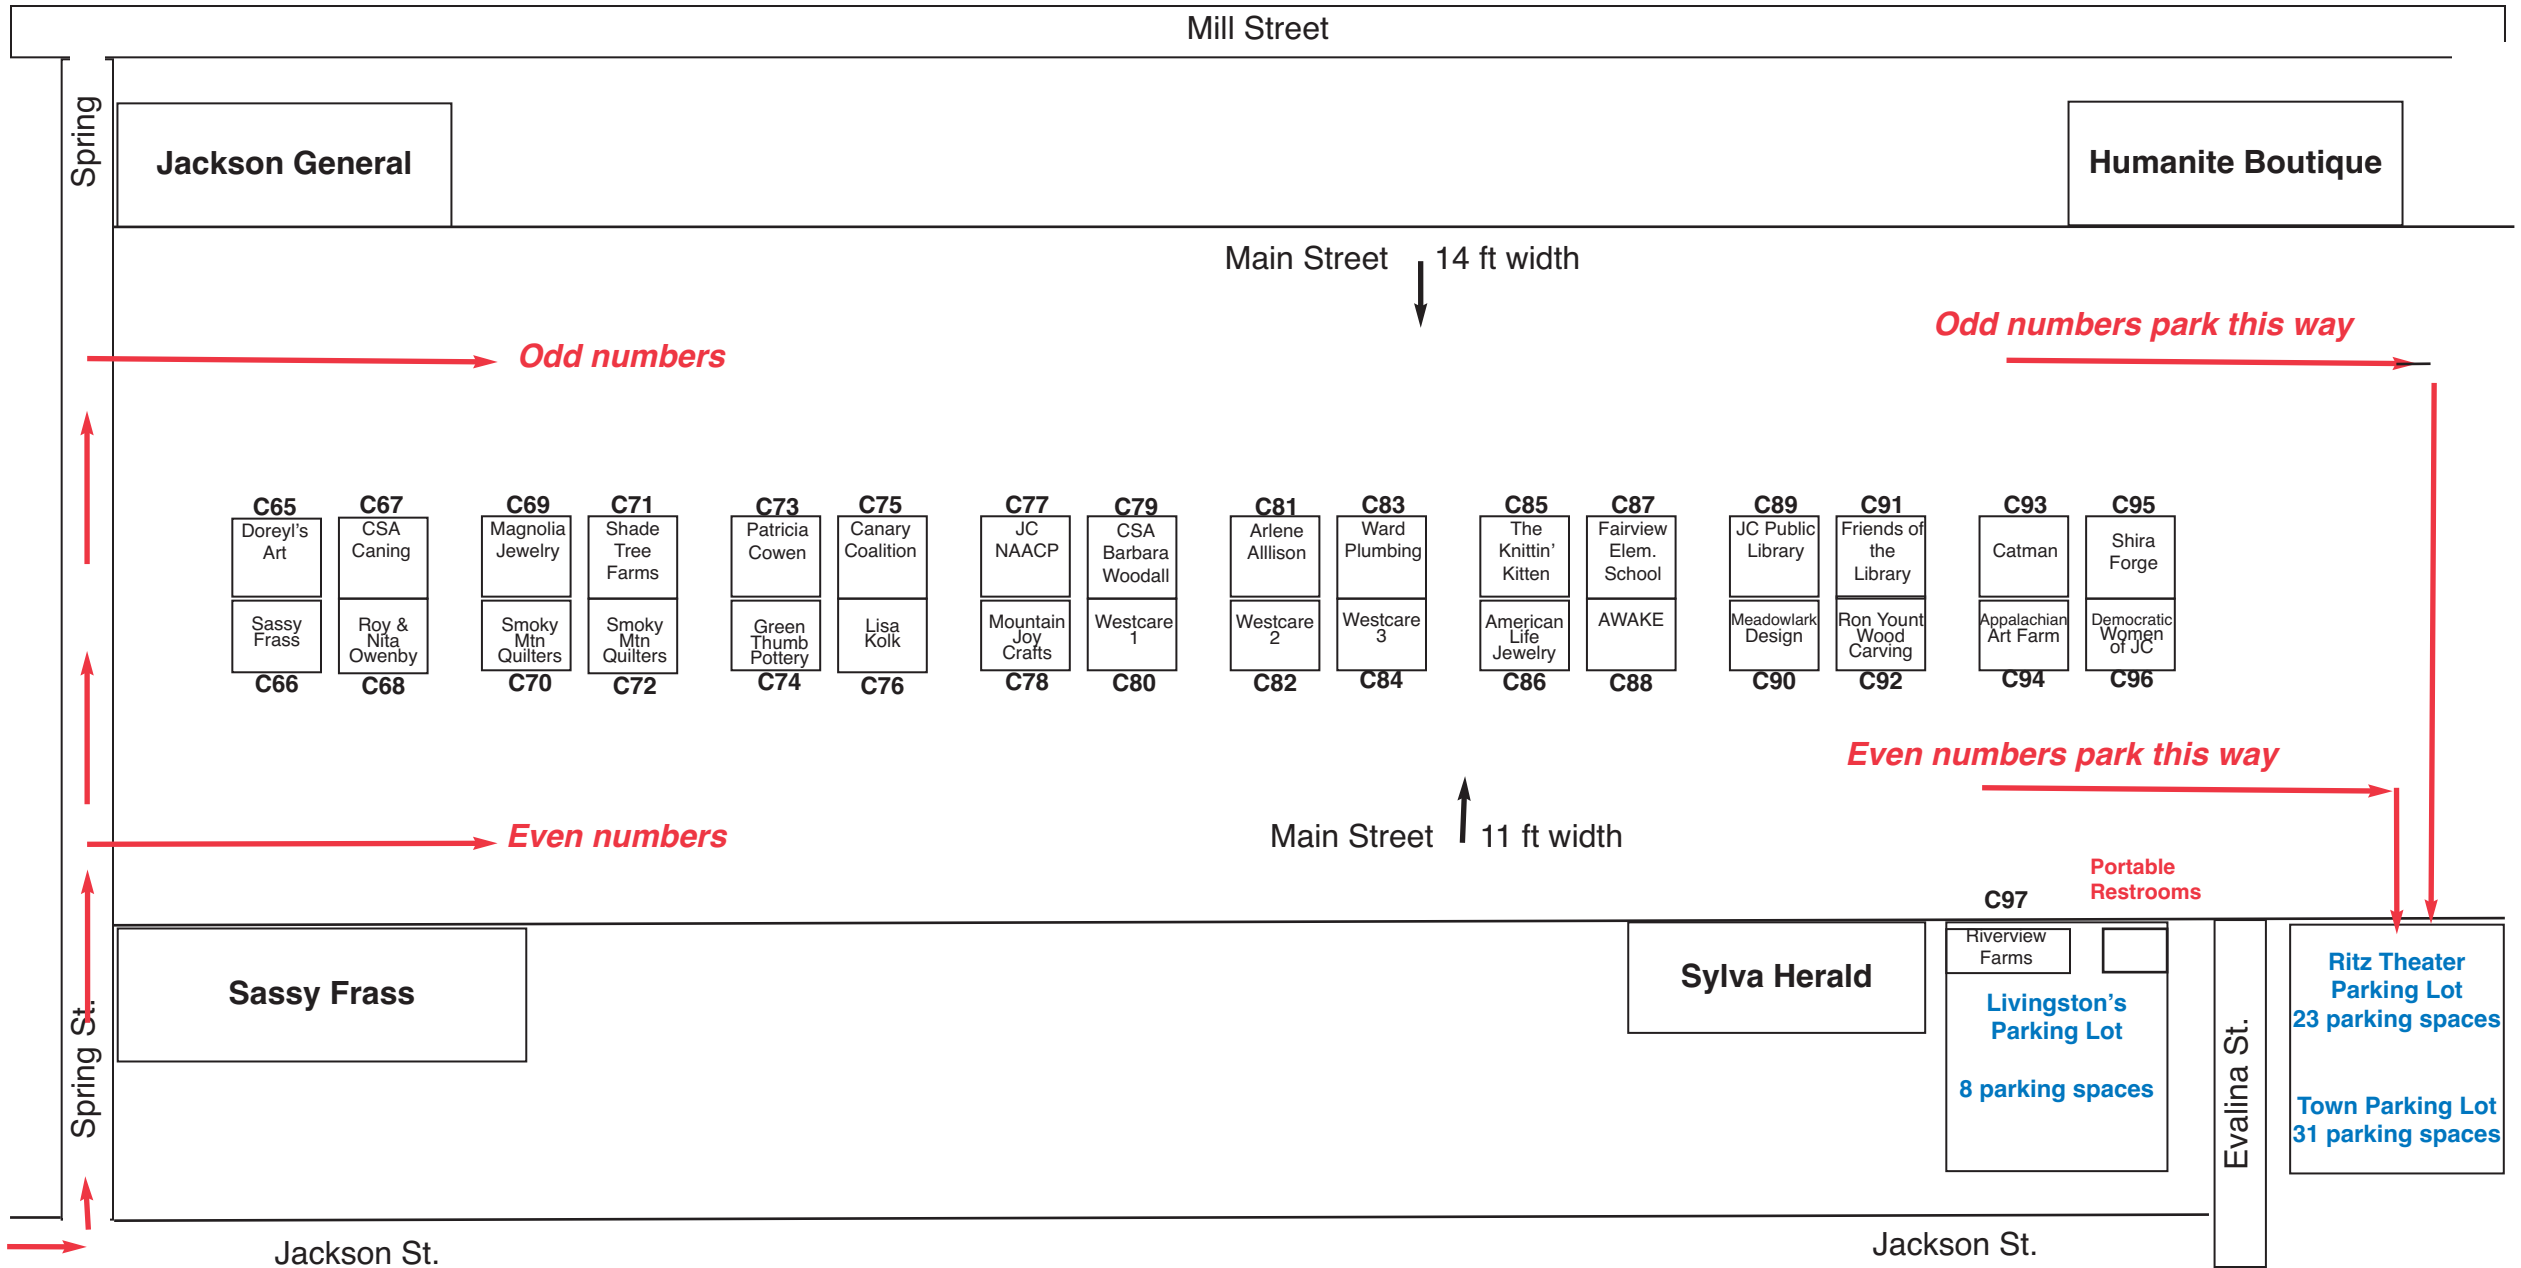 Mill Street
Spring
Jackson General
Humanite Boutique
Main Street
14 ft width
Odd numbers park this way
Odd numbers
C65
C67
C69
C71
C73
C75
C77
C79
C81
C83
C85
C87
C89
C91
C93
C95
Doreyl's
Art
CSA
Caning
Magnolia
Jewelry
Shade
Tree
Farms
Patricia
Cowen
Canary
Coalition
JC
NAACP
CSA
Barbara
Woodall
Arlene
Alllison
Ward
Plumbing
The
Knittin'
Kitten
Fairview
Elem.
School
JC Public
Library
Friends of
the
Library
Catman
Shira
Forge
Sassy
Frass
Roy &
Nita
Owenby
Smoky
Mtn
Quilters
Smoky
Mtn
Quilters
Green
Thumb
Pottery
Lisa
Kolk
Mountain
Joy
Crafts
Westcare
1
Westcare
2
Westcare
3
American
Life
Jewelry
AWAKE
Meadowlark
Design
Ron Yount
Wood
Carving
Appalachian
Art Farm
Democratic
Women
of JC
C66
C68
C70
C72
C74
C76
C78
C80
C82
C84
C86
C88
C90
C92
C94
C96
Even numbers park this way
Even numbers
Main Street
11 ft width
Portable
Restrooms
C97
Riverview
Farms
Sassy Frass
Sylva Herald
Livingston's
Parking Lot
8 parking spaces
Ritz Theater
Parking Lot
23 parking spaces
Town Parking Lot
31 parking spaces
Spring St.
Evalina St.
Jackson St.
Jackson St.